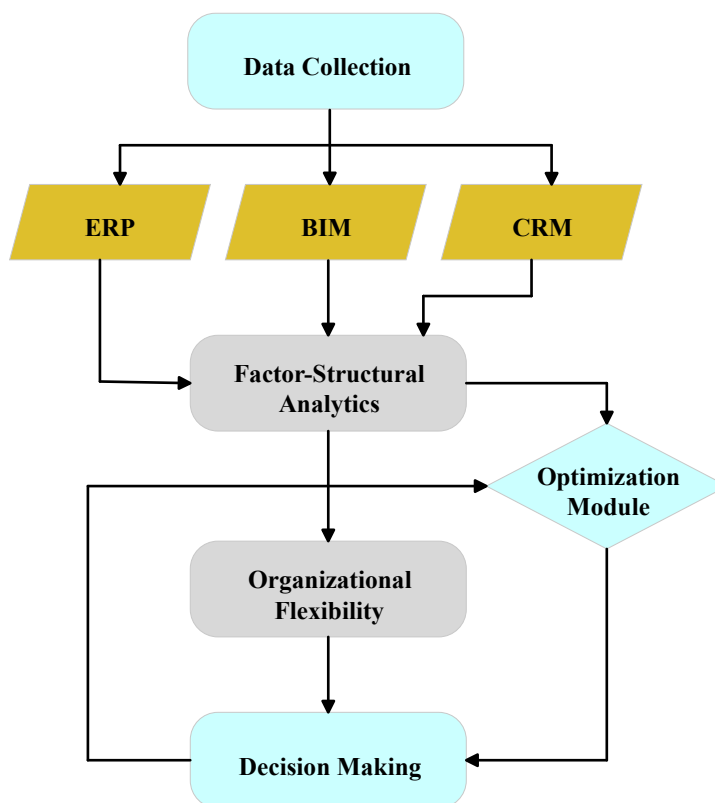 Data Collection
ERP
BIM
CRM
Factor-Structural
Analytics
Optimization
Module
Organizational
Flexibility
Decision Making